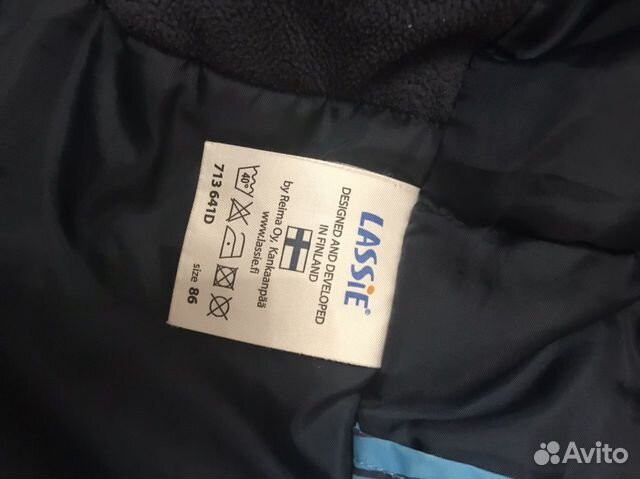 LASSiE®
DESIGNED AND DEVELOPED
IN FINLAND
by Reima Oy, Kankaanpää
www.lassie.fi
40°
713 641D
size 86
Avito